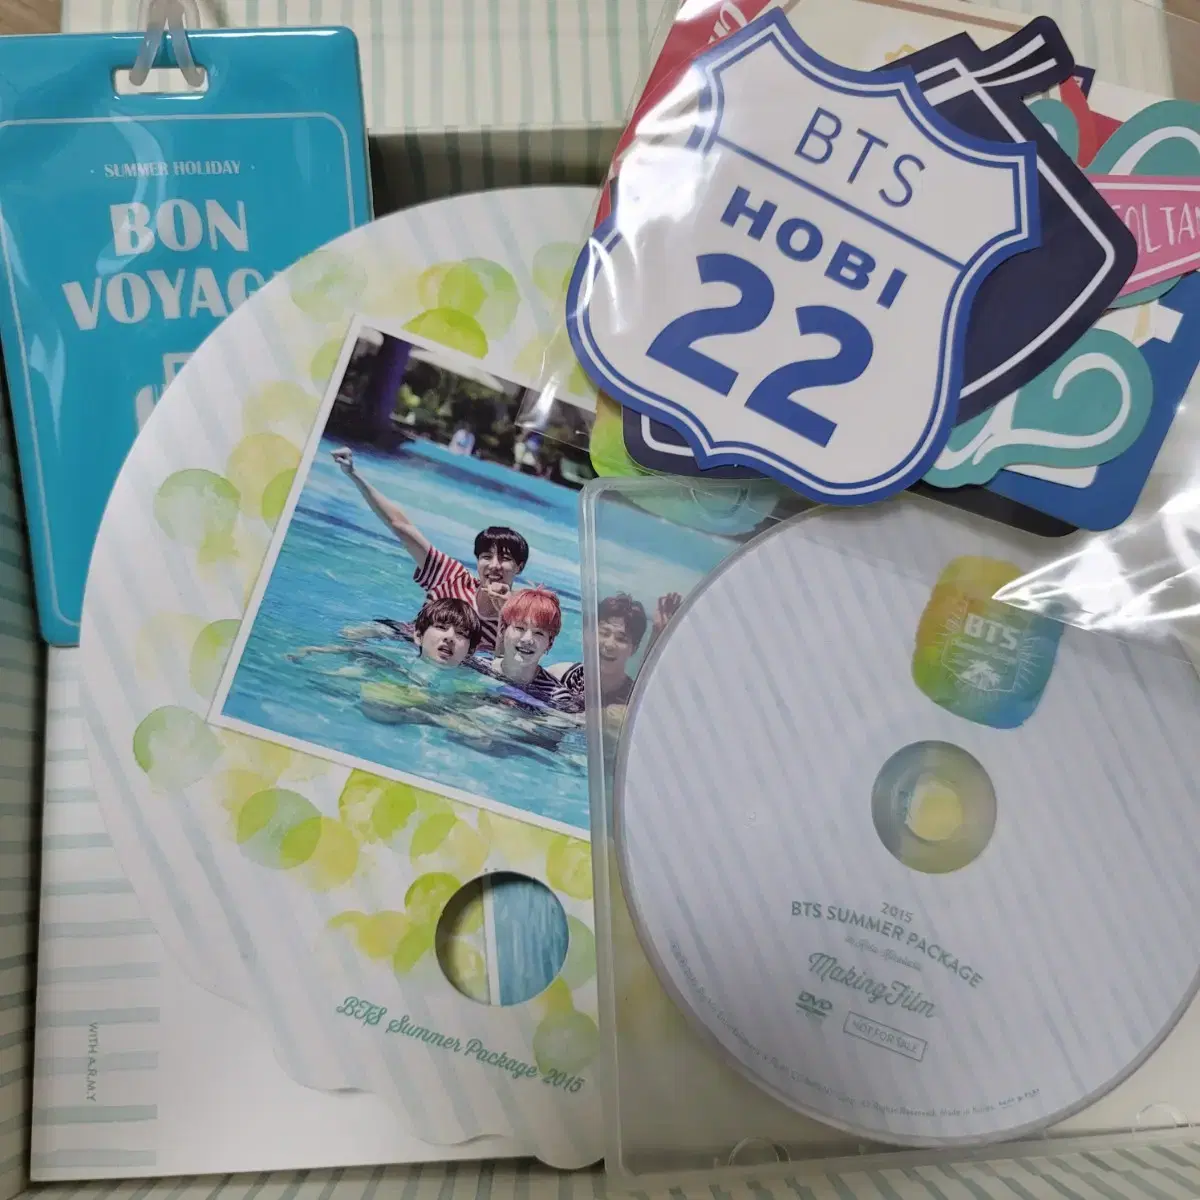 · SUMMER HOLIDAY ·
BON
VOYAG
BTS
HOBI
22
BTS
2015
BTS SUMMER PACKAGE
Making Film
DVD
NOT FOR SALE
BTS Summer Package 2015
WITH A.R.M.Y